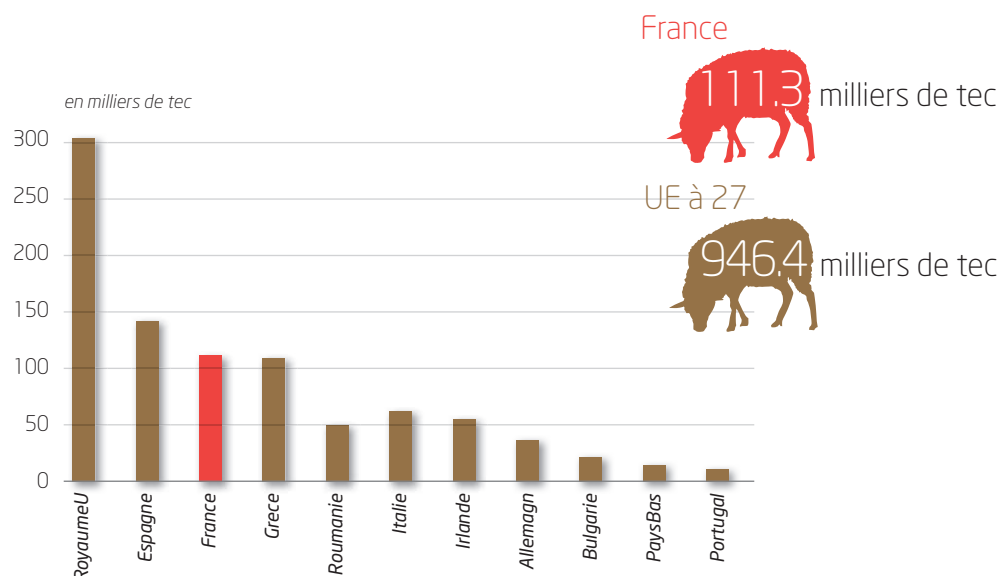 France
111.3 milliers de tec
UE à 27
946.4 milliers de tec
en milliers de tec
300
250
200
150
100
50
0
RoyaumeU
Espagne
France
Grece
Roumanie
Italie
Irlande
Allemagn
Bulgarie
PaysBas
Portugal